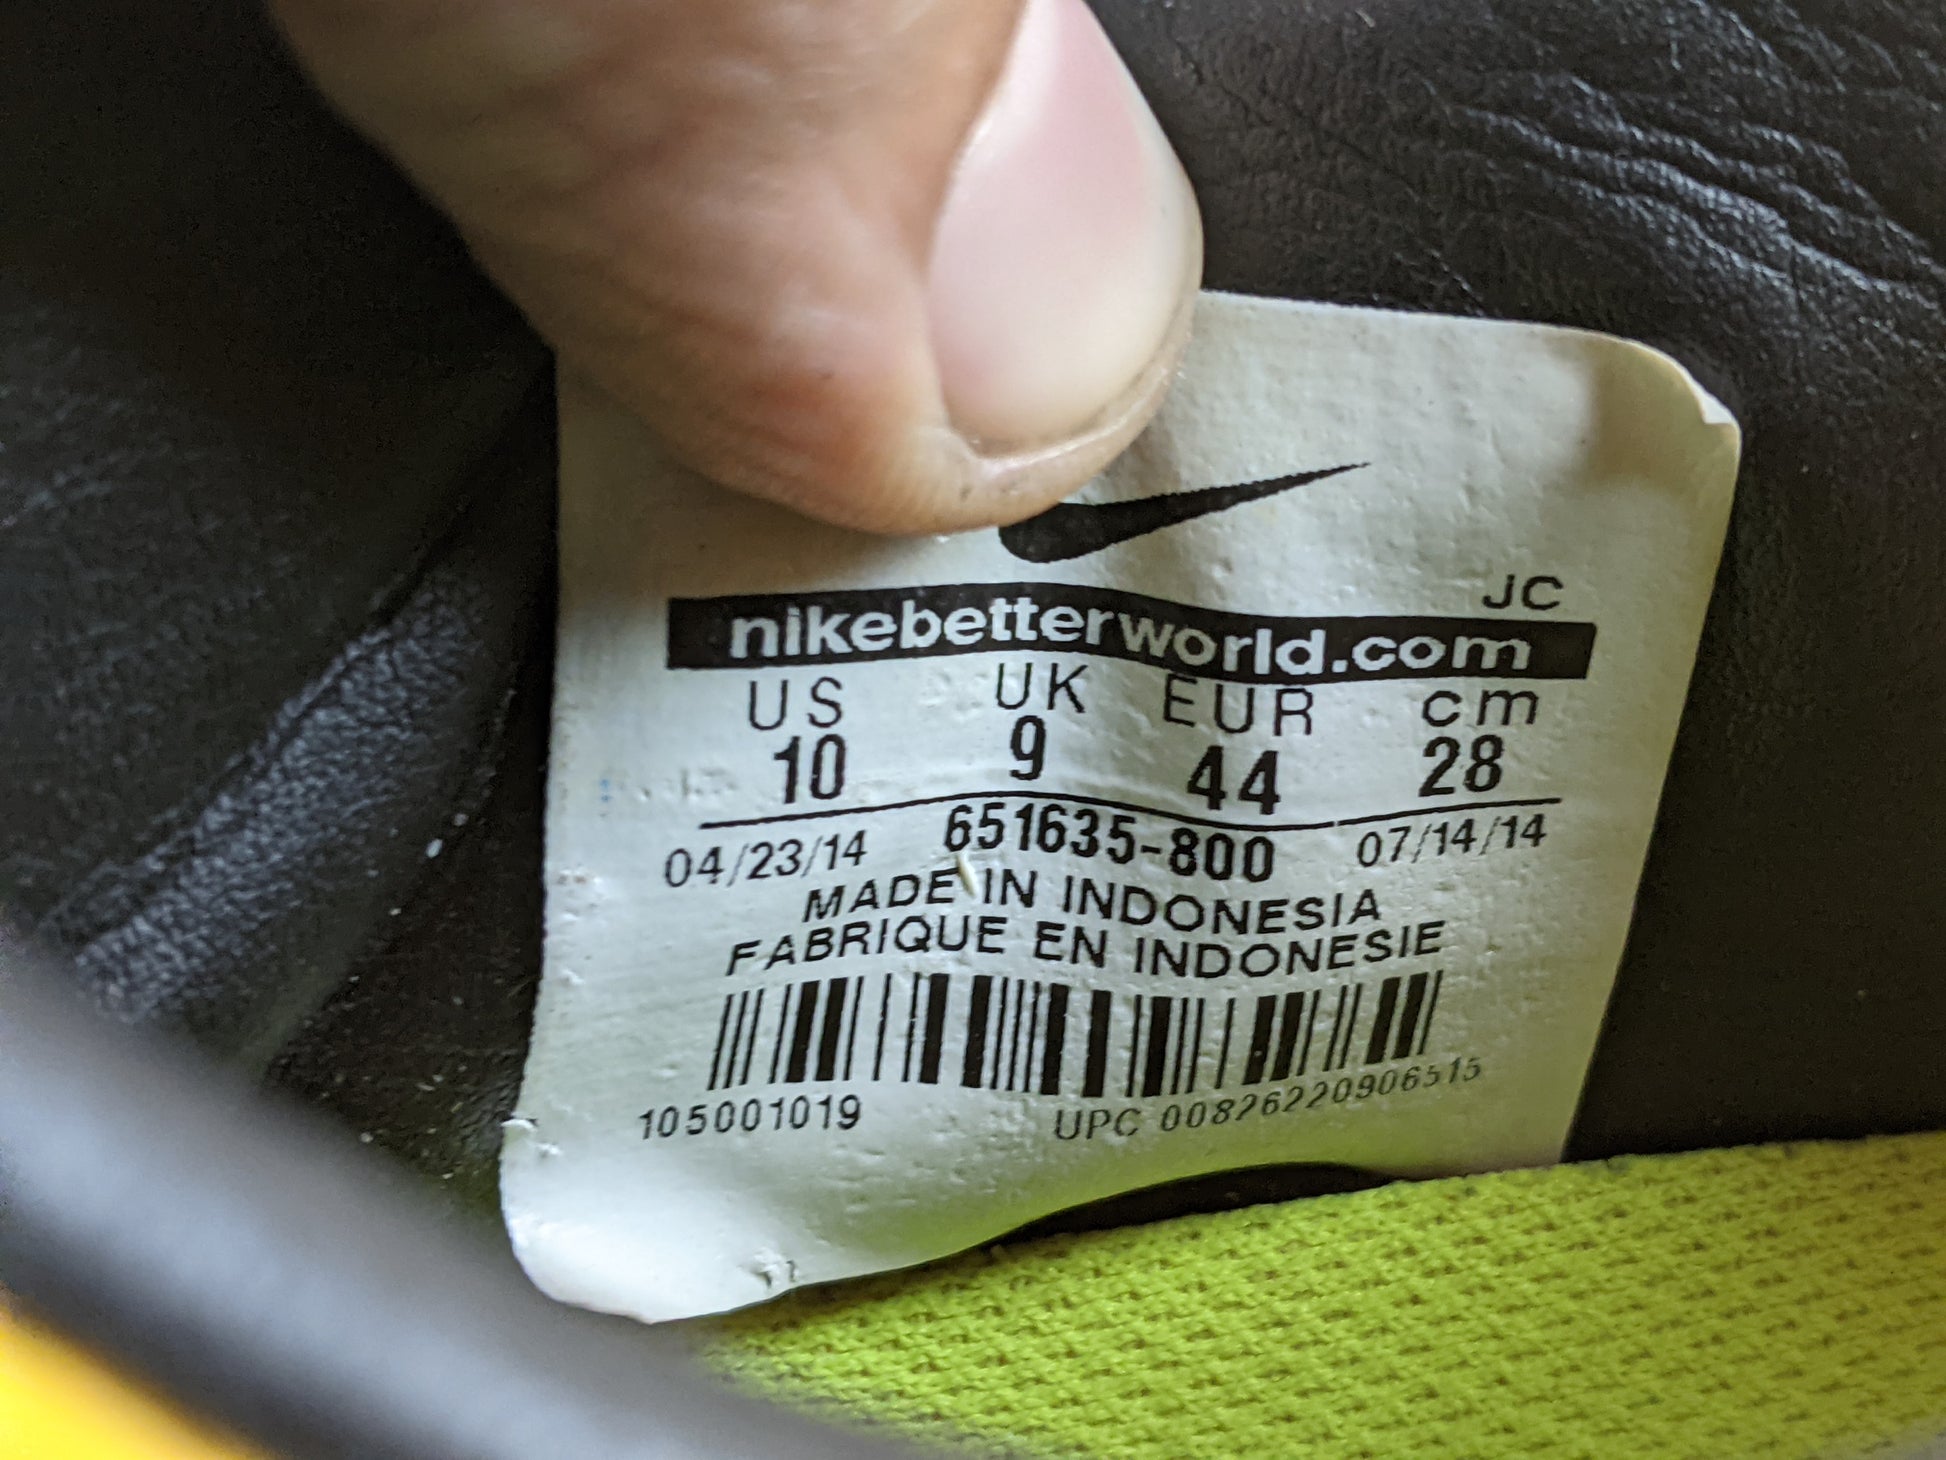 JC
nikebetterworld.com
US UK EUR cm
10 9 44 28
04/23/14 651635-800 07/14/14
MADE IN INDONESIA
FABRIQUE EN INDONESIE
105001019 UPC 00826220906515